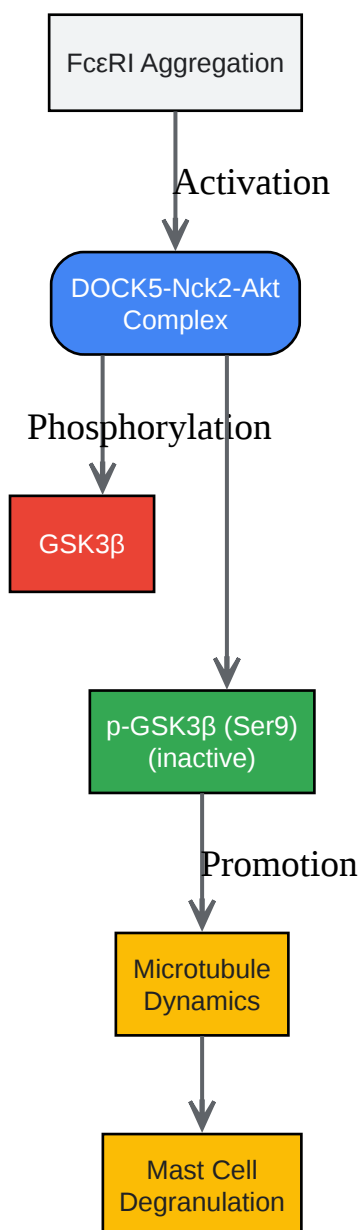 FcεRI Aggregation
Activation
DOCK5-Nck2-Akt
Complex
Phosphorylation
GSK3β
p-GSK3β (Ser9)
(inactive)
Promotion
Microtubule
Dynamics
Mast Cell
Degranulation